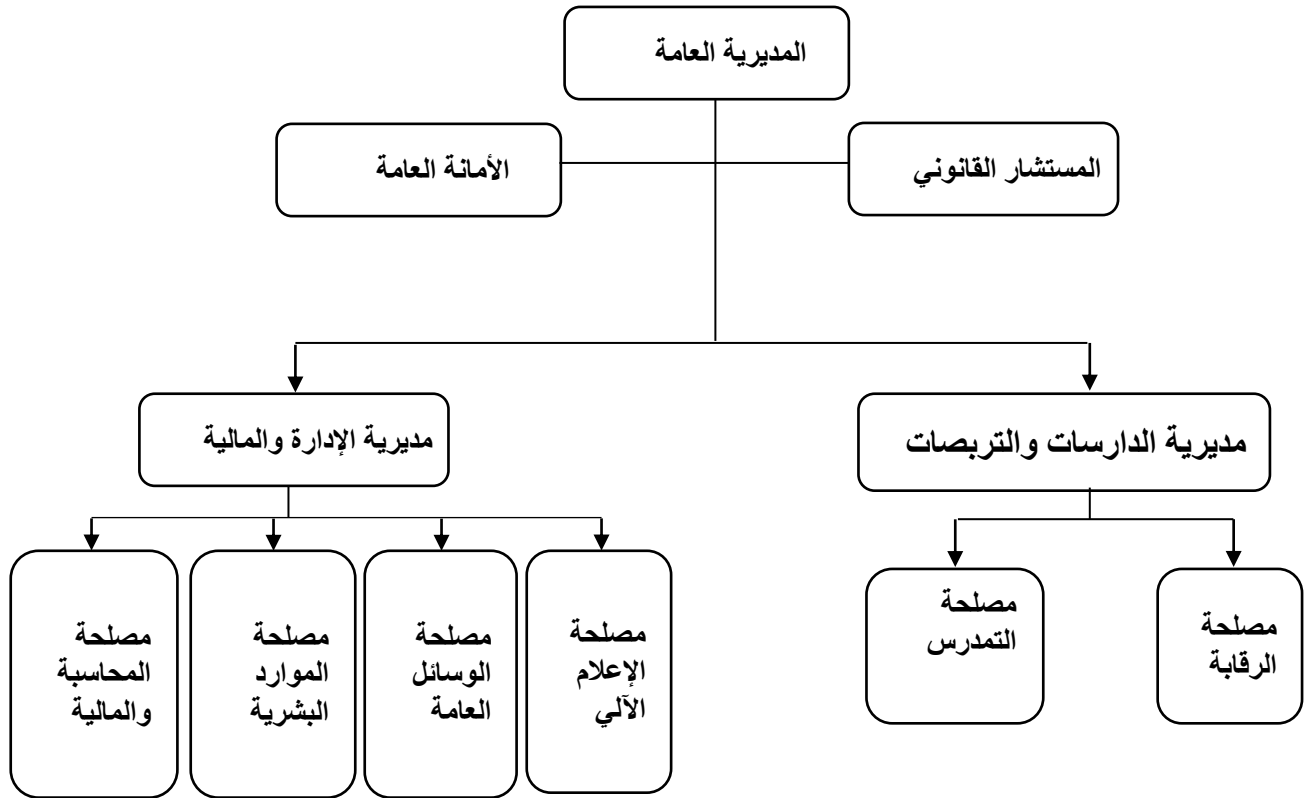 المديرية العامة
المستشار القانوني
الأمانة العامة
مديرية الدارسات والتربصات
مديرية الإدارة والمالية
مصلحة
الرقابة
مصلحة
التمدرس
مصلحة
الإعلام
الآلي
مصلحة
الوسائل
العامة
مصلحة
الموارد
البشرية
مصلحة
المحاسبة
والمالية